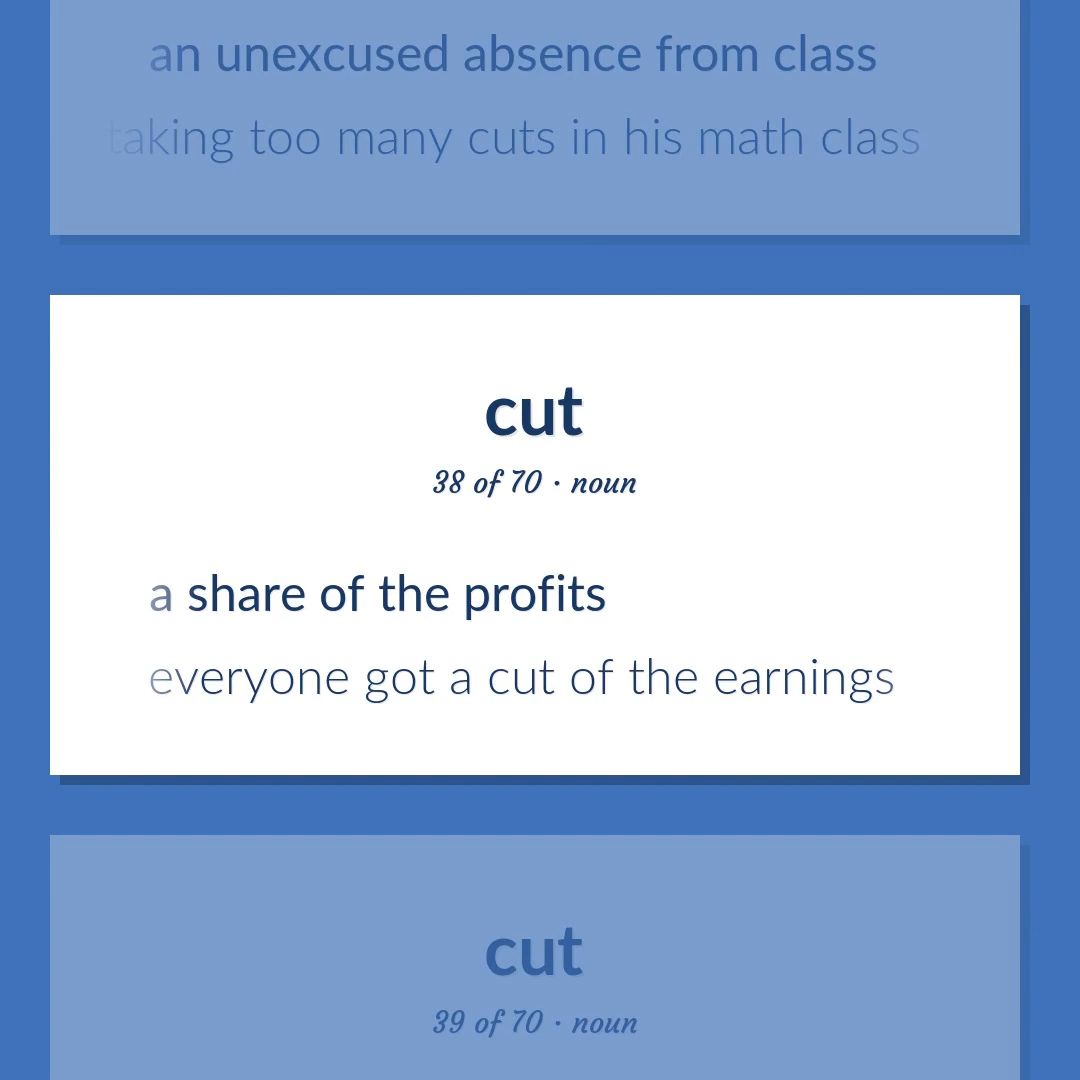 an unexcused absence from class
taking too many cuts in his math class
cut
38 of 70 · noun
a share of the profits
everyone got a cut of the earnings
cut
39 of 70 · noun